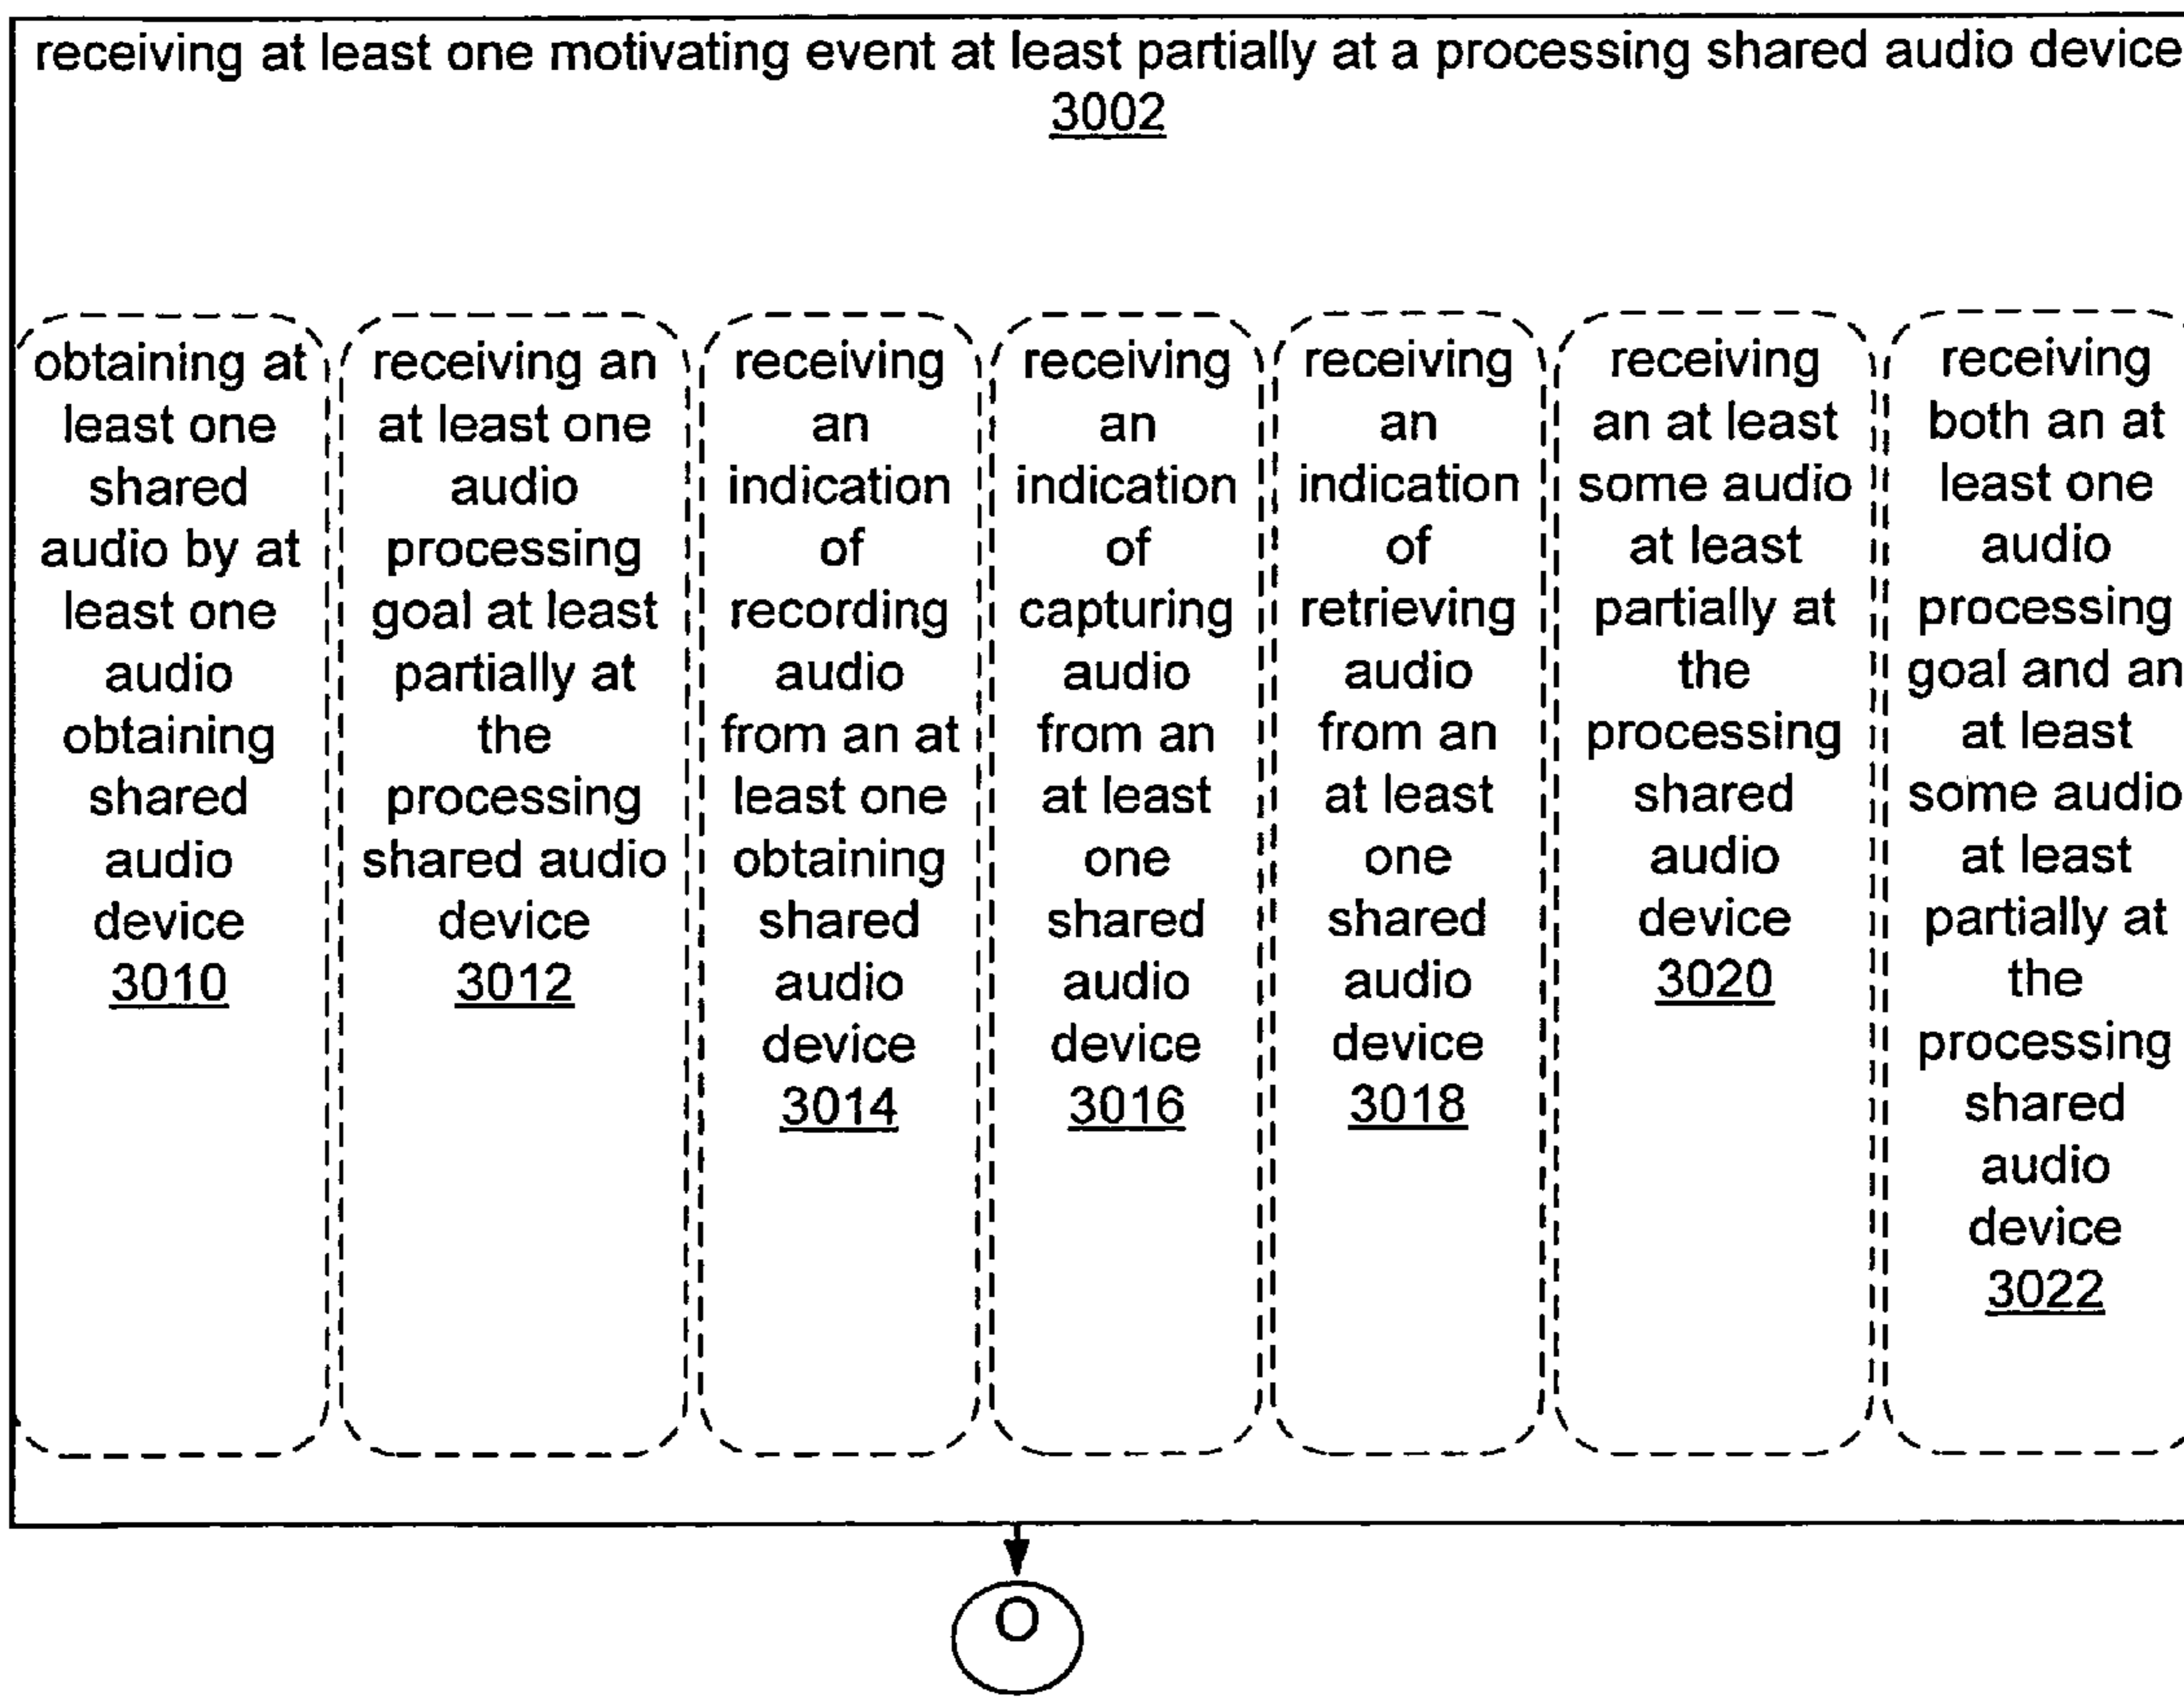 receiving at least one motivating event at least partially at a processing shared audio device
3002
obtaining at
least one
shared
audio by at
least one
audio
obtaining
shared
audio
device
3010
receiving an
at least one
audio
processing
goal at least
partially at
the
processing
shared audio
device
3012
receiving
an
indication
of
recording
audio
from an at
least one
obtaining
shared
audio
device
3014
receiving
an
indication
of
capturing
audio
from an
at least
one
shared
audio
device
3016
receiving
an
indication
of
retrieving
audio
from an
at least
one
shared
audio
device
3018
receiving
an at least
some audio
at least
partially at
the
processing
shared
audio
device
3020
receiving
both an at
least one
audio
processing
goal and an
at least
some audio
at least
partially at
the
processing
shared
audio
device
3022
O